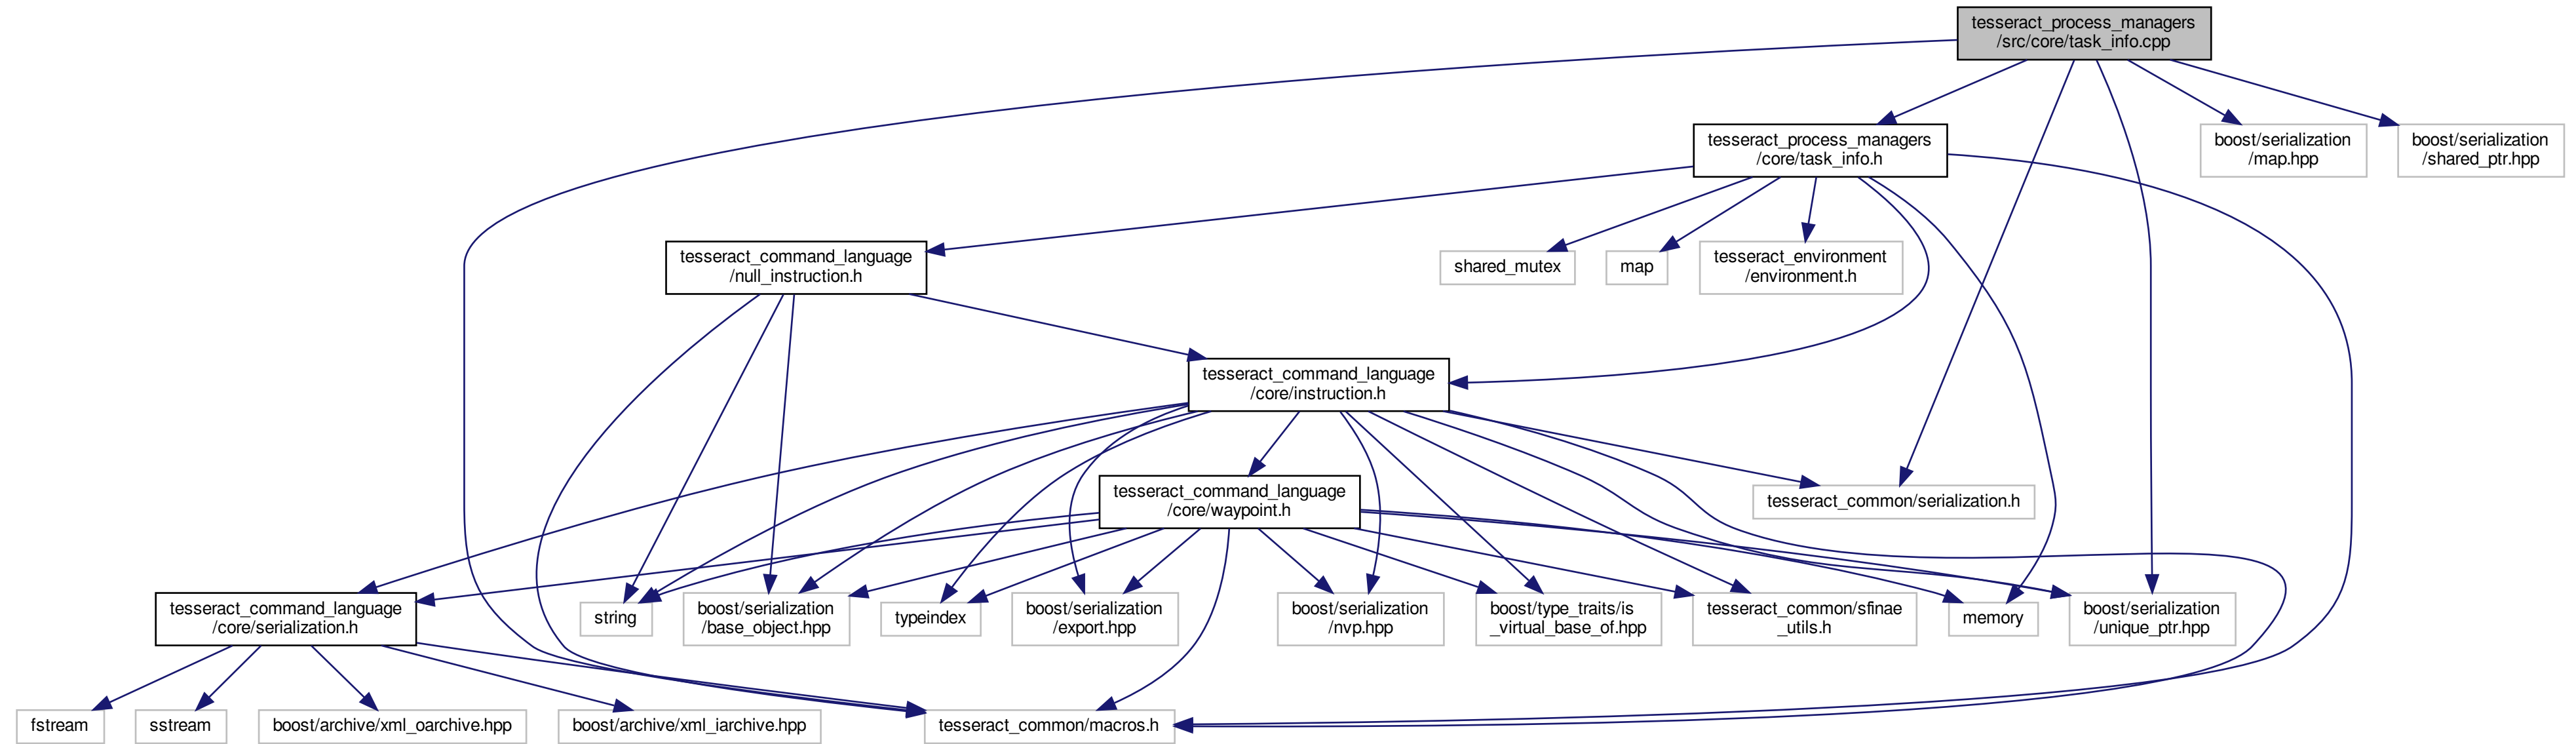 tesseract_process_managers
/src/core/task_info.cpp
tesseract_process_managers
/core/task_info.h
boost/serialization
/map.hpp
boost/serialization
/shared_ptr.hpp
tesseract_command_language
/null_instruction.h
shared_mutex
map
tesseract_environment
/environment.h
tesseract_command_language
/core/instruction.h
tesseract_command_language
/core/waypoint.h
tesseract_common/serialization.h
tesseract_command_language
/core/serialization.h
string
boost/serialization
/base_object.hpp
typeindex
boost/serialization
/export.hpp
boost/serialization
/nvp.hpp
boost/type_traits/is
_virtual_base_of.hpp
tesseract_common/sfinae
_utils.h
memory
boost/serialization
/unique_ptr.hpp
fstream
sstream
boost/archive/xml_oarchive.hpp
boost/archive/xml_iarchive.hpp
tesseract_common/macros.h